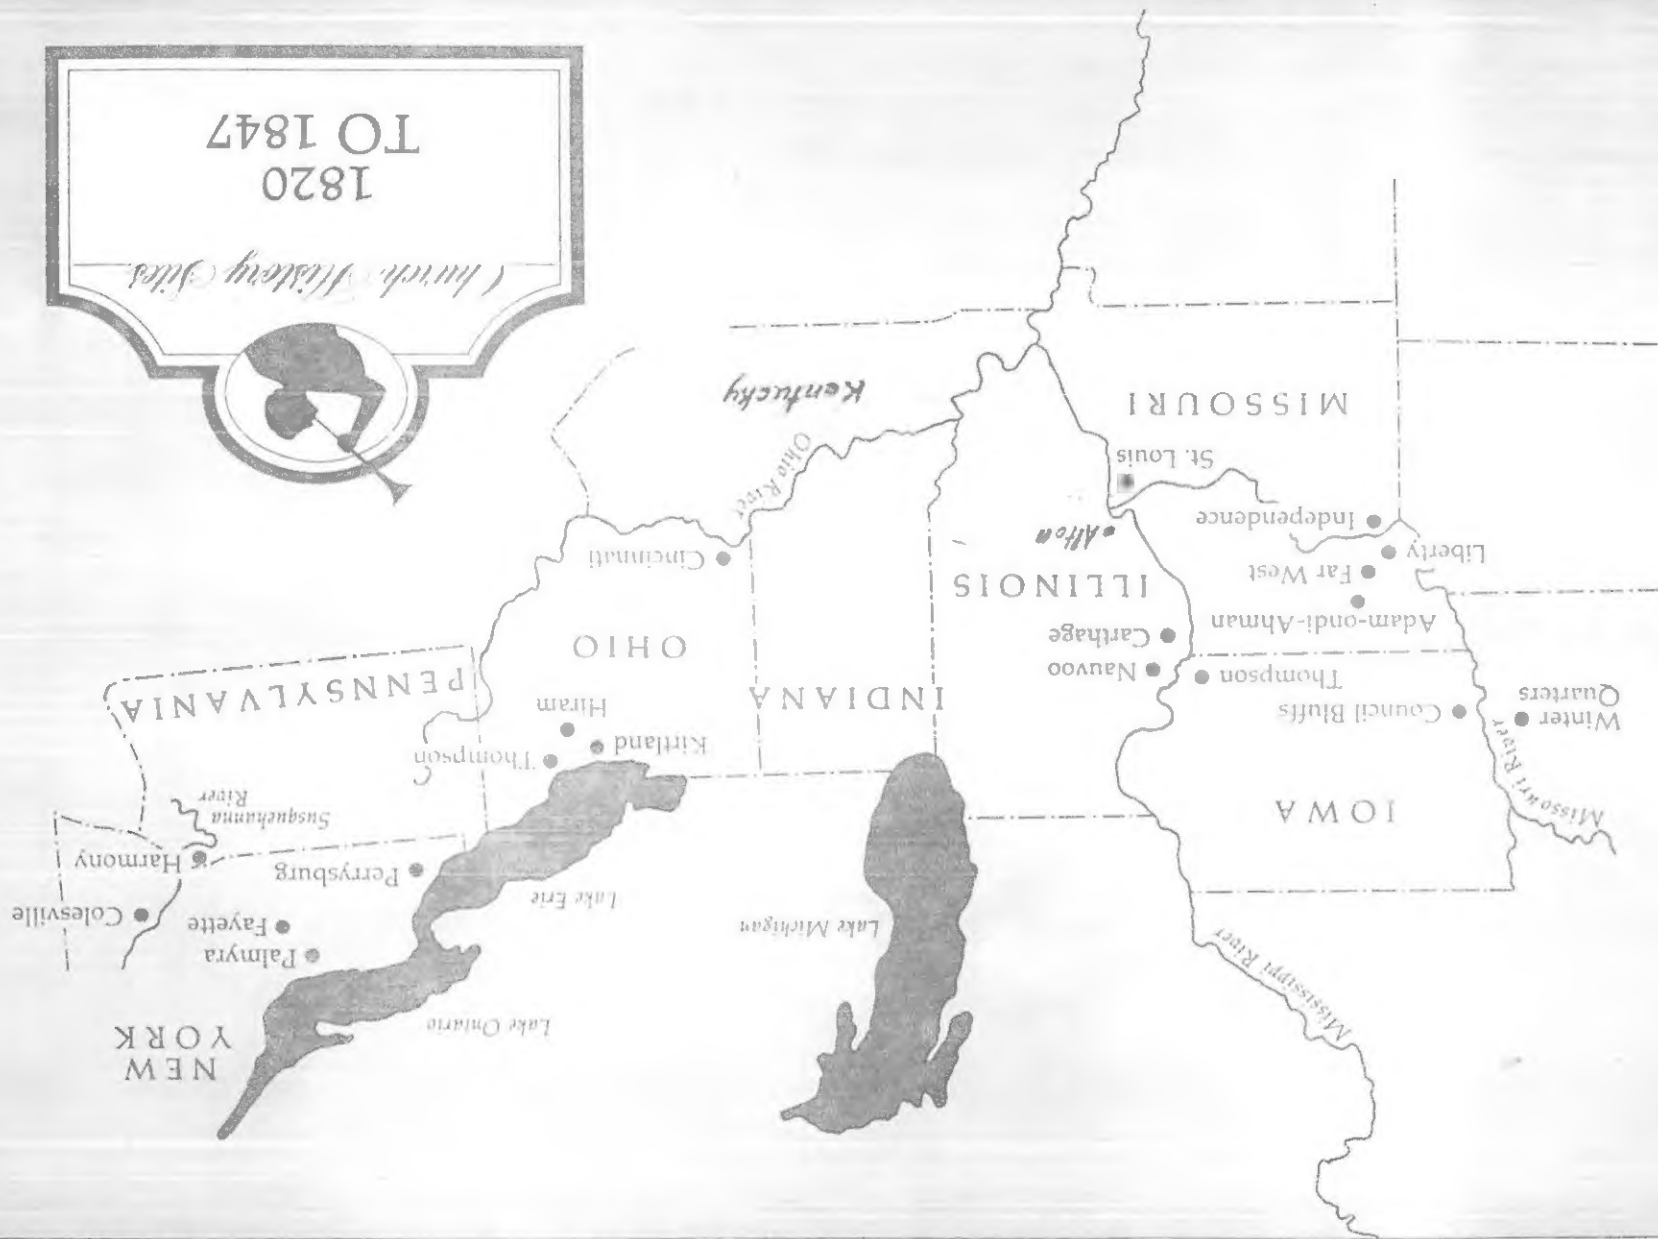 NEW
YORK
Lake Ontario
Palmyra
Fayette
Colesville
Lake Erie
Perrysburg
Harmony
Susquehanna
River
PENNSYLVANIA
Mississippi River
Lake Michigan
IOWA
Missouri River
Winter
Quarters
Council Bluffs
Thompson
Nauvoo
Carthage
ILLINOIS
Alton
INDIANA
Kirtland
Thompson
Hiram
OHIO
Cincinnati
Ohio River
Kentucky
Adam-ondi-Ahman
Far West
Liberty
Independence
St. Louis
MISSOURI
Church History Sites
1820
TO 1847